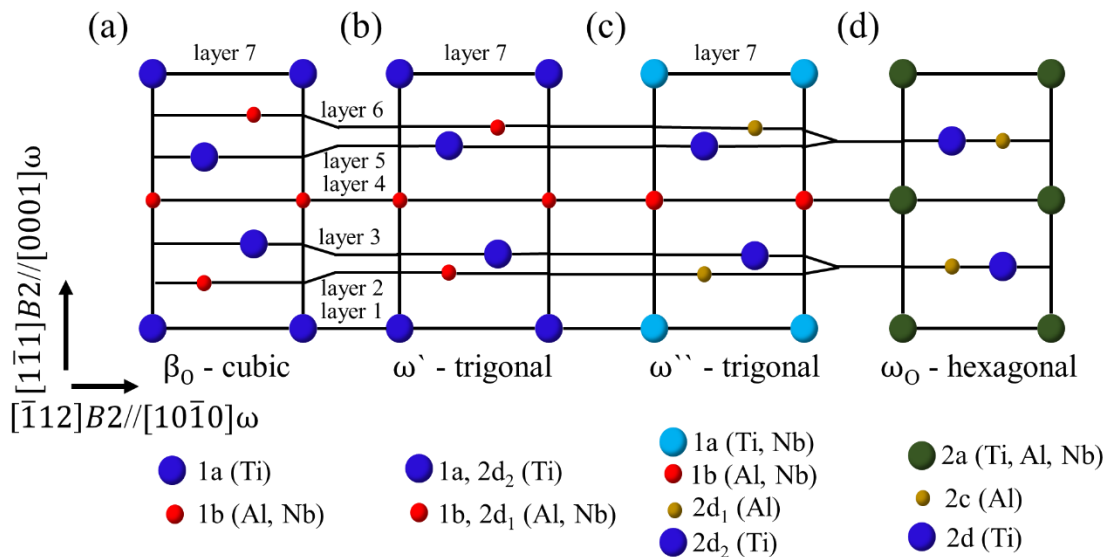 (a) (b) (c) (d)
layer 7 layer 7 layer 7
layer 6
layer 5
layer 4
layer 3
layer 2
layer 1
[11̄1]B2//[0001]ω
β₀ - cubic ω` - trigonal ω`` - trigonal ω₀ - hexagonal
[1̄12]B2//[101̄0]ω
1a (Ti) 1a, 2d₂ (Ti) 1a (Ti, Nb) 2a (Ti, Al, Nb)
1b (Al, Nb) 1b, 2d₁ (Al, Nb) 1b (Al, Nb) 2c (Al)
2d₁ (Al) 2d (Ti)
2d₂ (Ti)